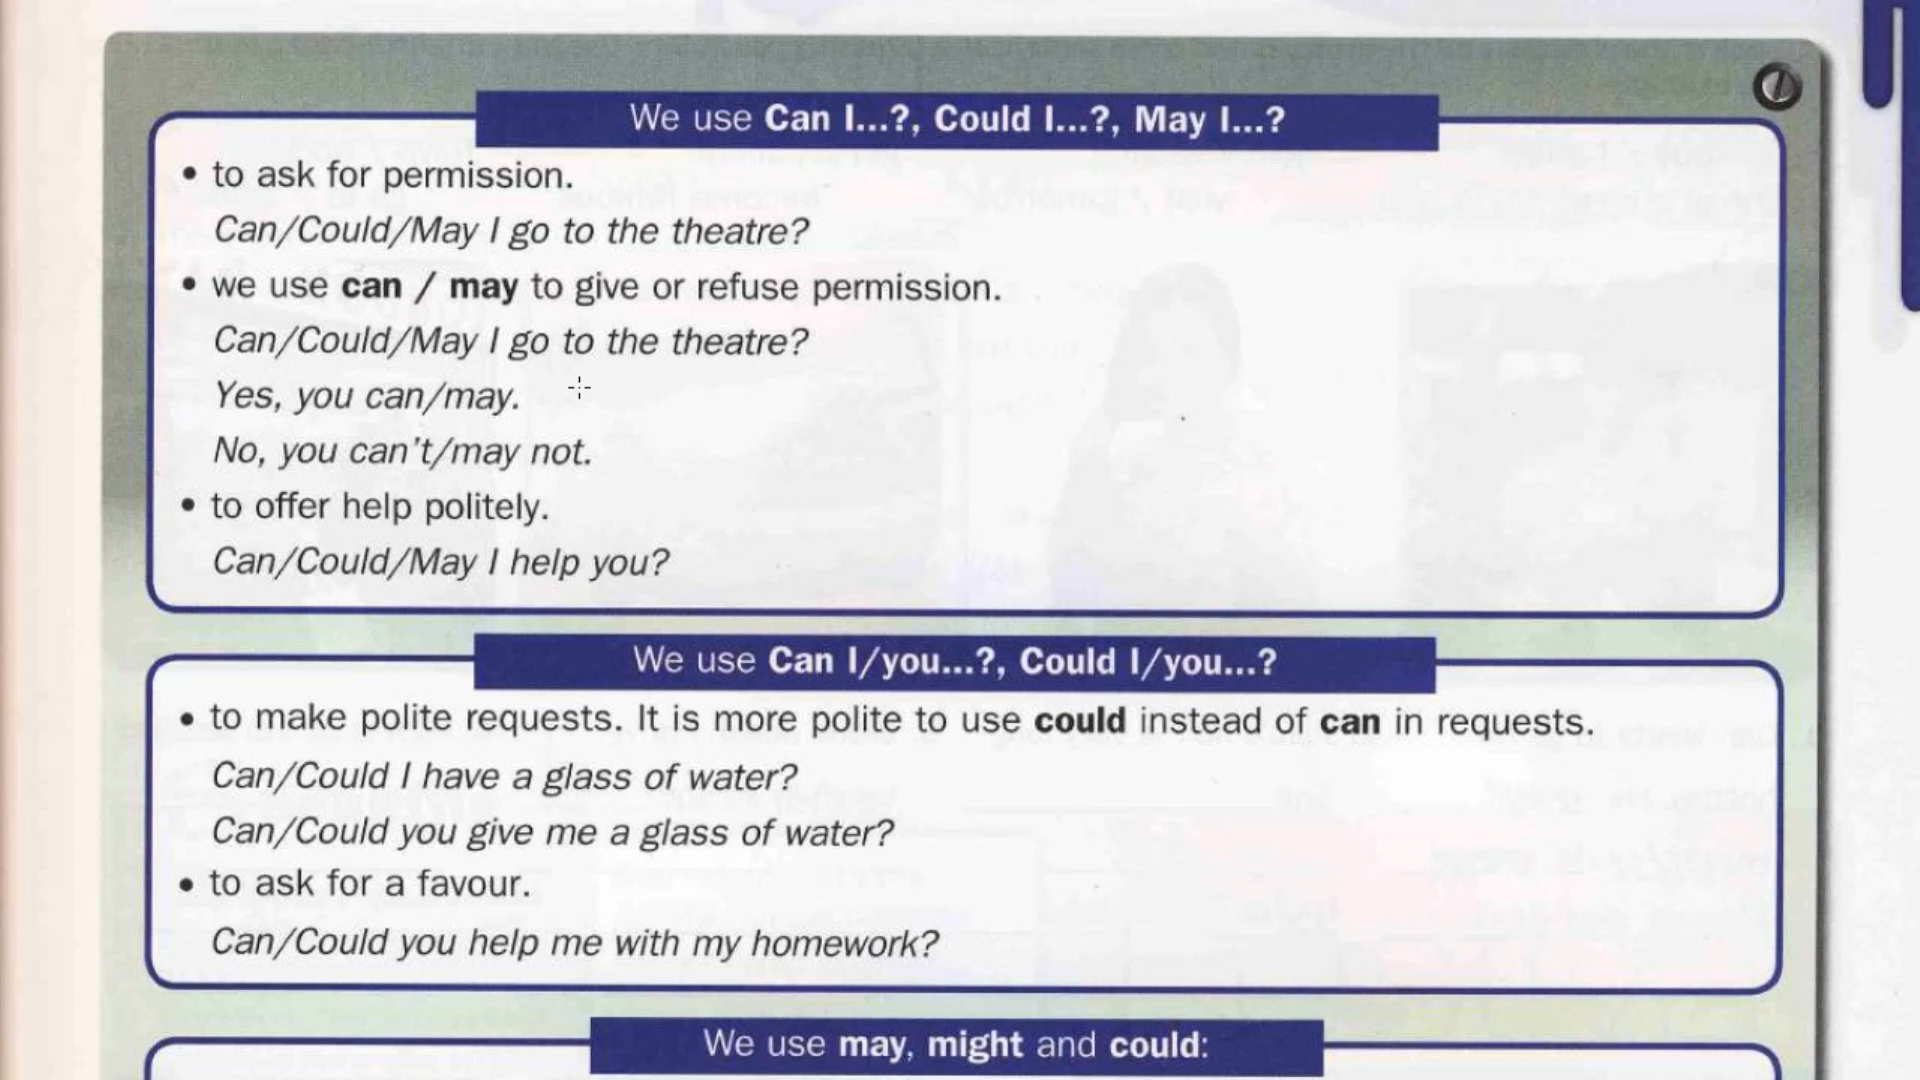 We use Can I...?, Could I...?, May I...?
• to ask for permission.
Can/Could/May I go to the theatre?
• we use can / may to give or refuse permission.
Can/Could/May I go to the theatre?
Yes, you can/may.
No, you can't/may not.
• to offer help politely.
Can/Could/May I help you?
We use Can I/you...?, Could I/you...?
• to make polite requests. It is more polite to use could instead of can in requests.
Can/Could I have a glass of water?
Can/Could you give me a glass of water?
• to ask for a favour.
Can/Could you help me with my homework?
We use may, might and could: